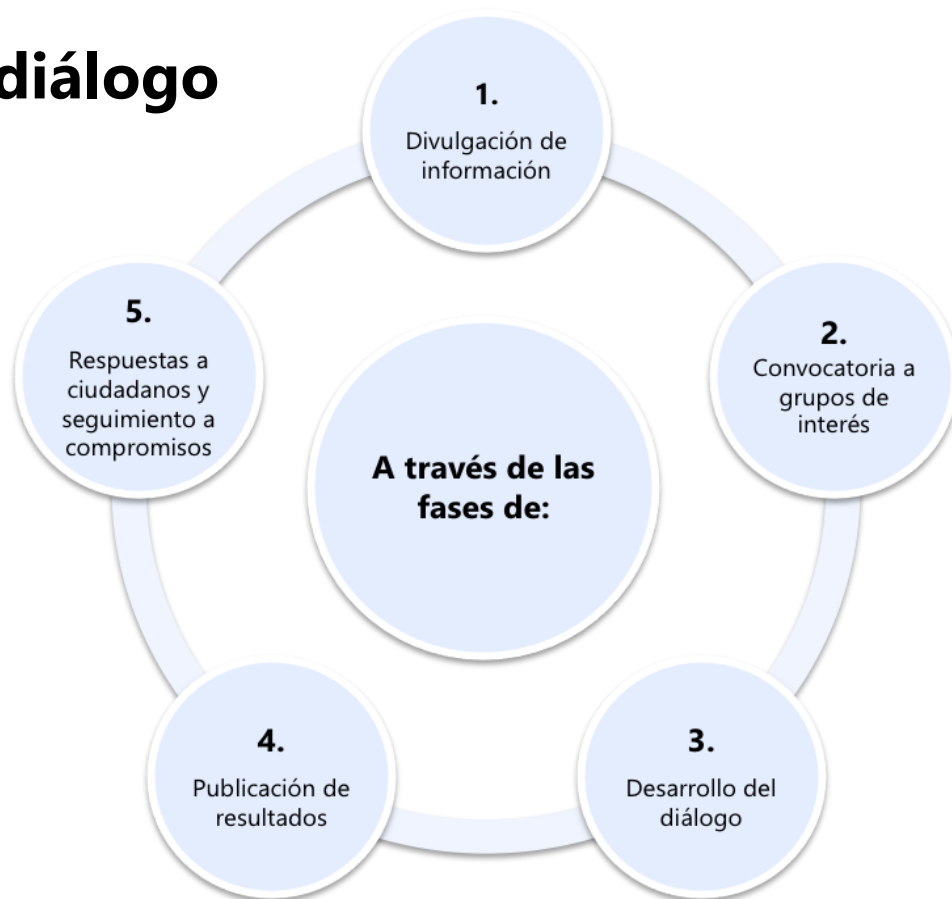 diálogo
1.
Divulgación de
información
2.
Convocatoria a
grupos de
interés
3.
Desarrollo del
diálogo
4.
Publicación de
resultados
5.
Respuestas a
ciudadanos y
seguimiento a
compromisos
A través de las
fases de: